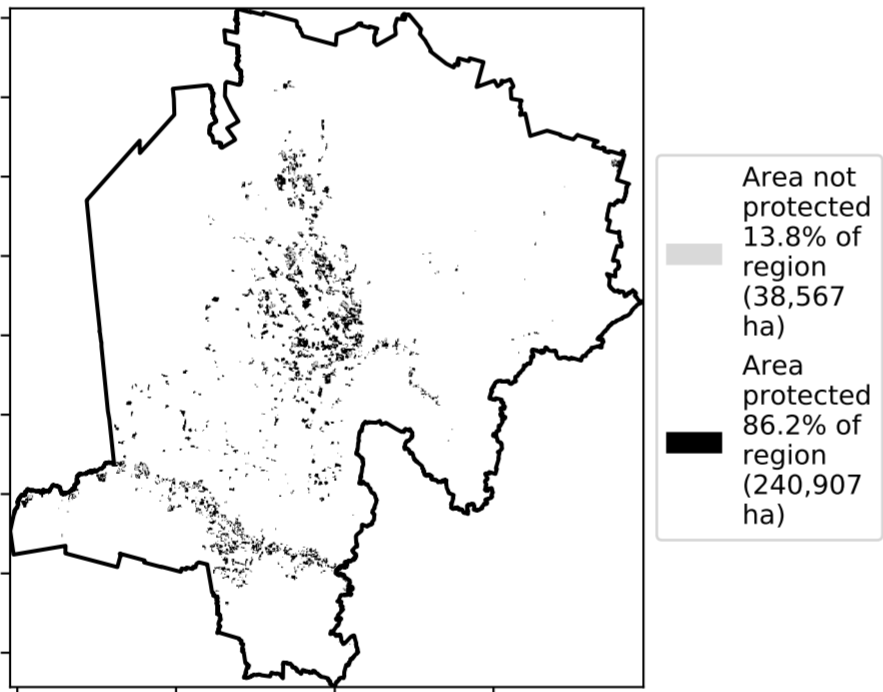 Area not
protected
13.8% of
region
(38,567
ha)
Area
protected
86.2% of
region
(240,907
ha)